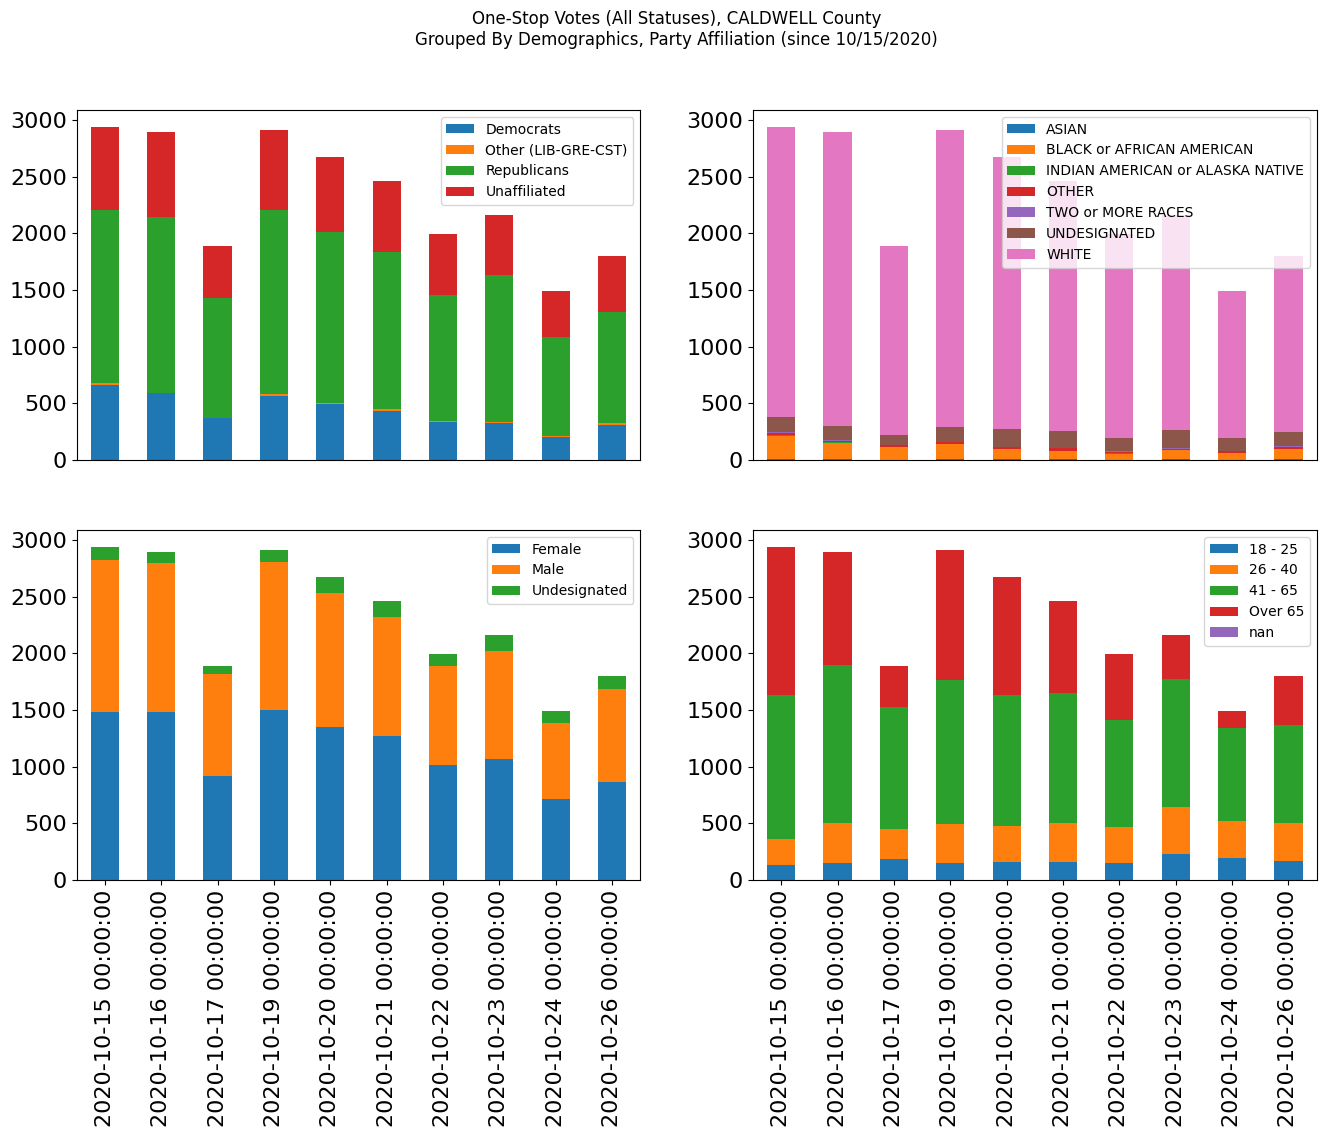 One-Stop Votes (All Statuses), CALDWELL County
Grouped By Demographics, Party Affiliation (since 10/15/2020)
3000
2500
2000
1500
1000
500
0
Democrats
Other (LIB-GRE-CST)
Republicans
Unaffiliated
3000
2500
2000
1500
1000
500
0
ASIAN
BLACK or AFRICAN AMERICAN
INDIAN AMERICAN or ALASKA NATIVE
OTHER
TWO or MORE RACES
UNDESIGNATED
WHITE
3000
2500
2000
1500
1000
500
0
Female
Male
Undesignated
2020-10-15 00:00:00
2020-10-16 00:00:00
2020-10-17 00:00:00
2020-10-19 00:00:00
2020-10-20 00:00:00
2020-10-21 00:00:00
2020-10-22 00:00:00
2020-10-23 00:00:00
2020-10-24 00:00:00
2020-10-26 00:00:00
3000
2500
2000
1500
1000
500
0
18 - 25
26 - 40
41 - 65
Over 65
nan
2020-10-15 00:00:00
2020-10-16 00:00:00
2020-10-17 00:00:00
2020-10-19 00:00:00
2020-10-20 00:00:00
2020-10-21 00:00:00
2020-10-22 00:00:00
2020-10-23 00:00:00
2020-10-24 00:00:00
2020-10-26 00:00:00